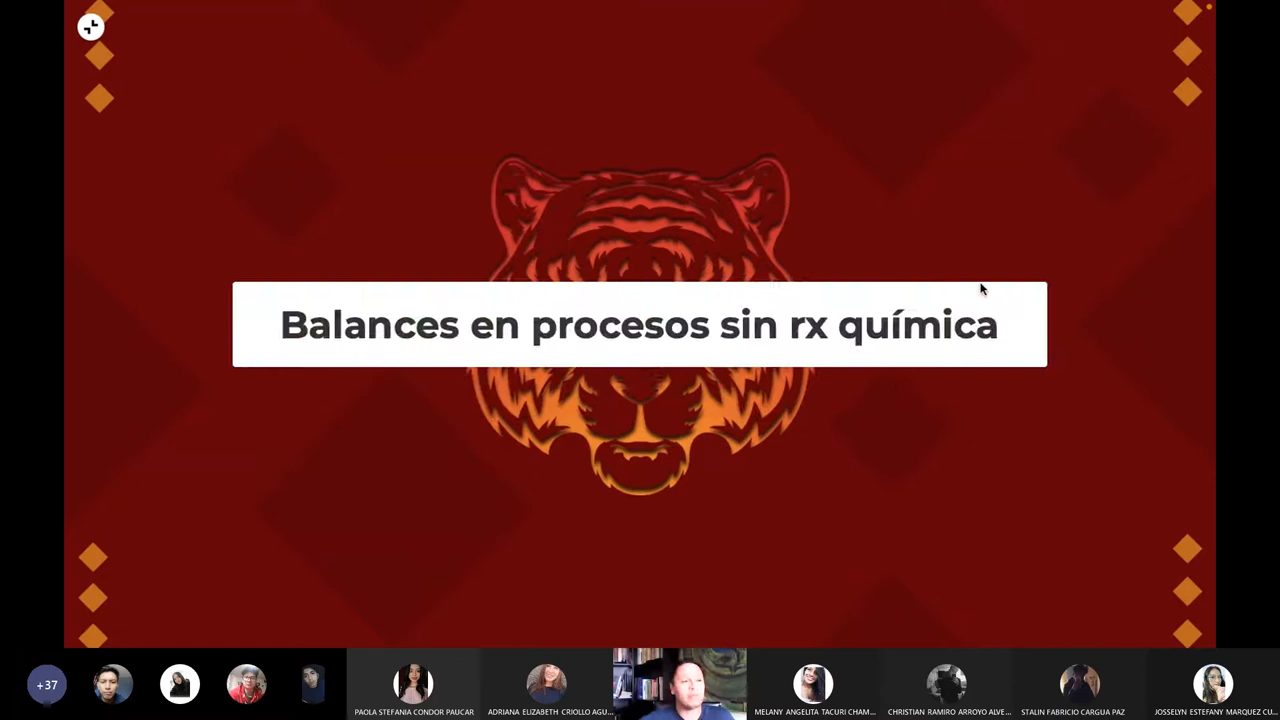 Balances en procesos sin rx química
+37
PAOLA STEFANIA CONDOR PAUCAR
ADRIANA ELIZABETH CRIOLLO AGU...
MELANY ANGELITA TACURI CHAM...
CHRISTIAN RAMIRO ARROYO ALVE...
STALIN FABRICIO CARGUA PAZ
JOSSELYN ESTEFANY MARQUEZ CU...